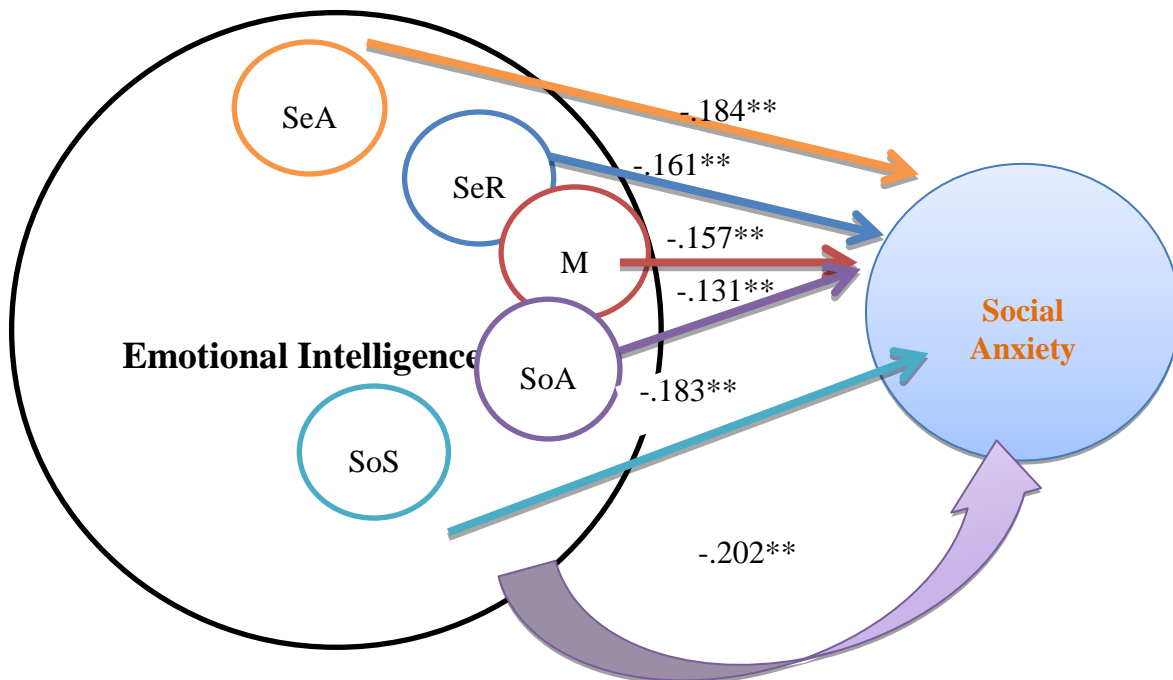 SeA
-.184**
-.161**
SeR
-.157**
M
-.131**
Social
Anxiety
Emotional Intelligence
SoA
-.183**
SoS
-.202**